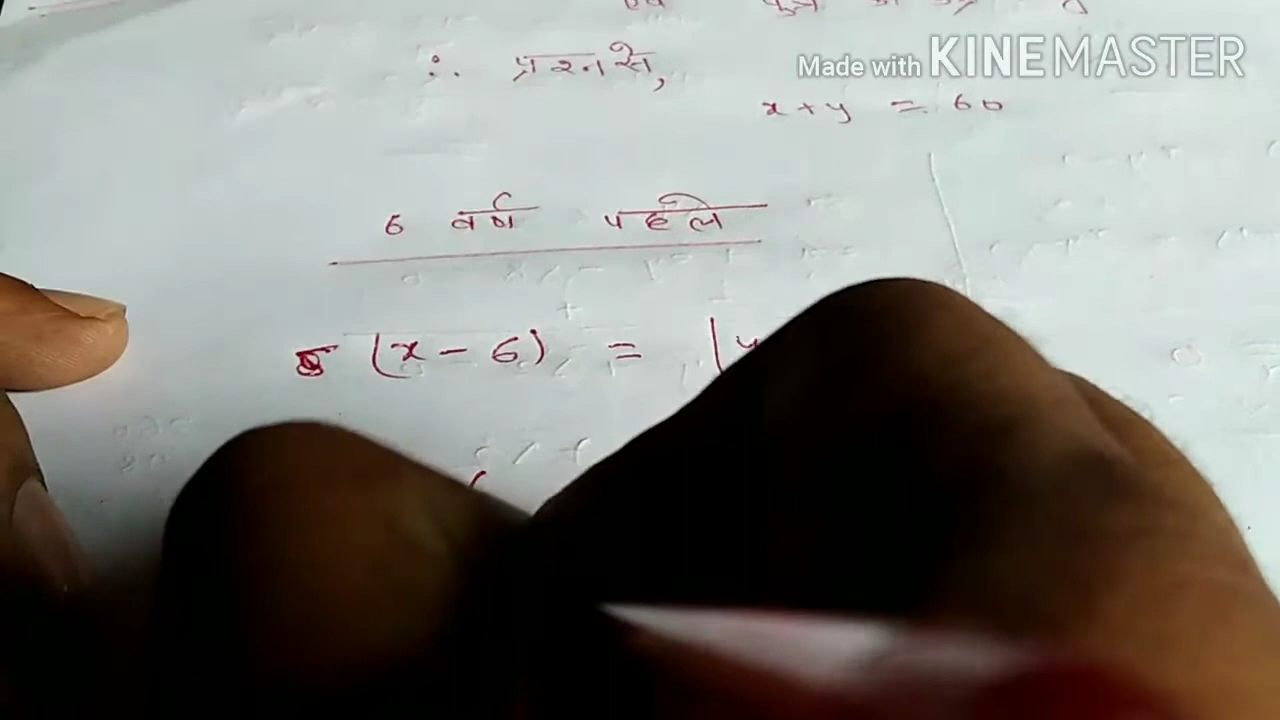 ∴ प्रश्न से,
Made with KINEMASTER
x + y = 60
6 वर्ष पहले
(x - 6) = (y